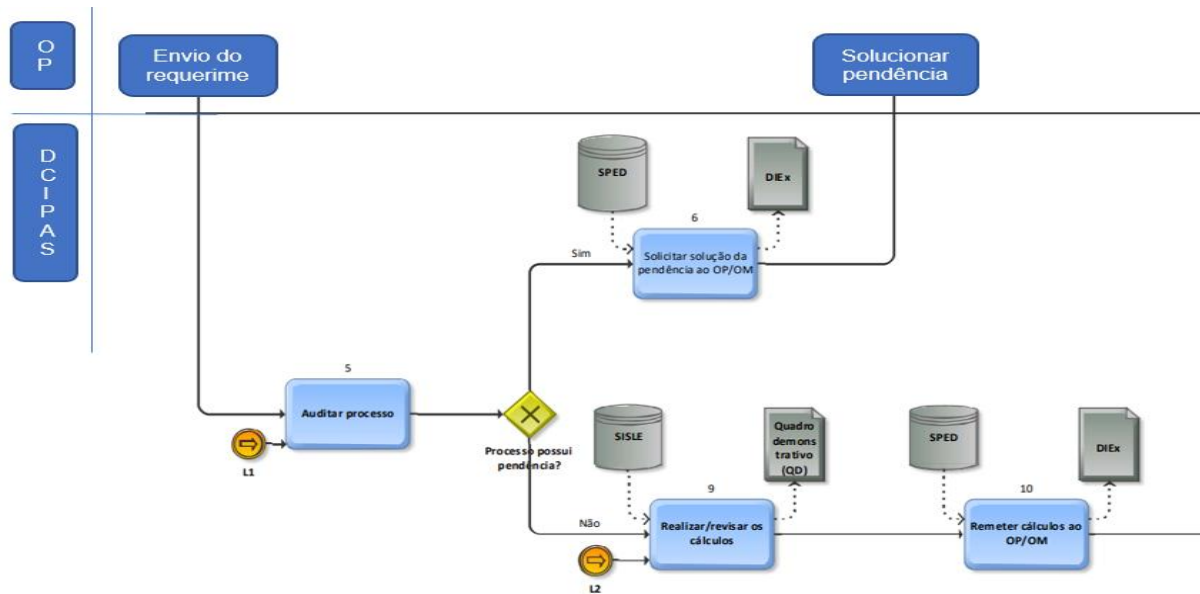 O
P
Envio do
requerime
Solucionar
pendência
D
C
I
P
A
S
SPED
DIEx
6
Solicitar solução da
pendência ao OP/OM
Sim
5
Auditar processo
L1
Processo possui
pendência?
SISLE
Quadro
demons
trativo
(QD)
SPED
DIEx
9
10
Não
Realizar/revisar os
cálculos
Remeter cálculos ao
OP/OM
L2